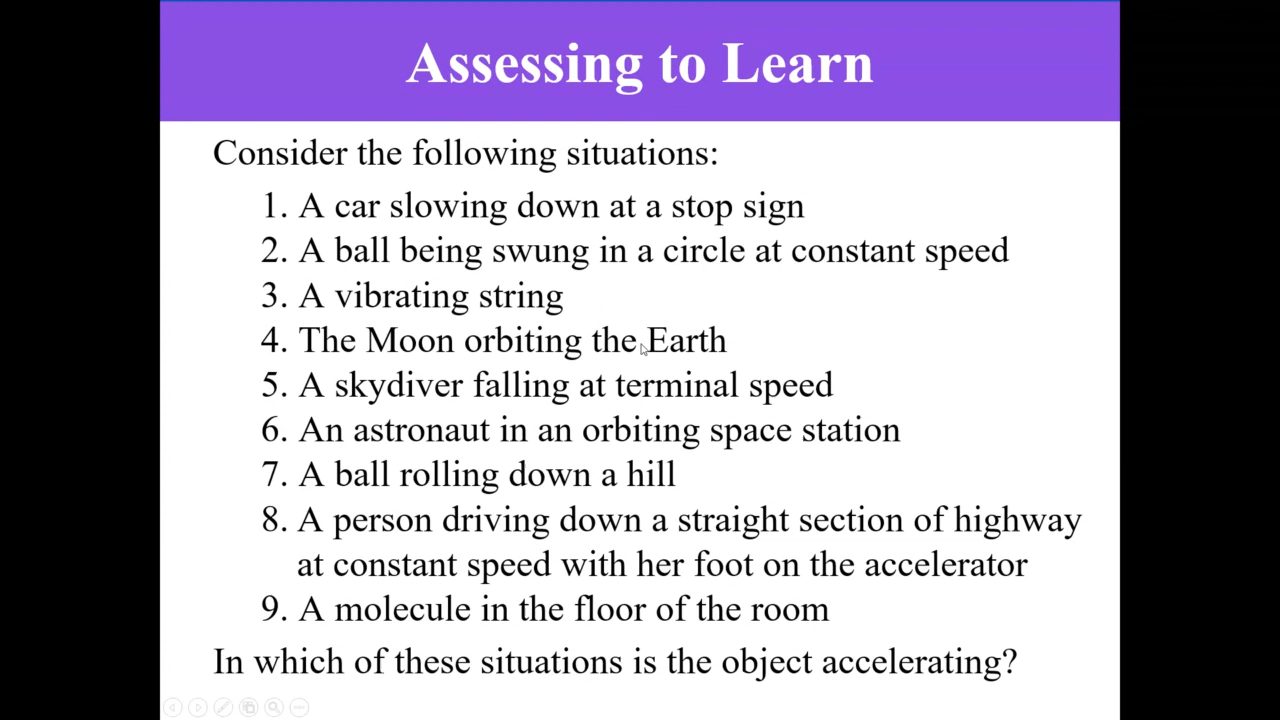 Assessing to Learn
Consider the following situations:
1. A car slowing down at a stop sign
2. A ball being swung in a circle at constant speed
3. A vibrating string
4. The Moon orbiting the Earth
5. A skydiver falling at terminal speed
6. An astronaut in an orbiting space station
7. A ball rolling down a hill
8. A person driving down a straight section of highway
at constant speed with her foot on the accelerator
9. A molecule in the floor of the room
In which of these situations is the object accelerating?